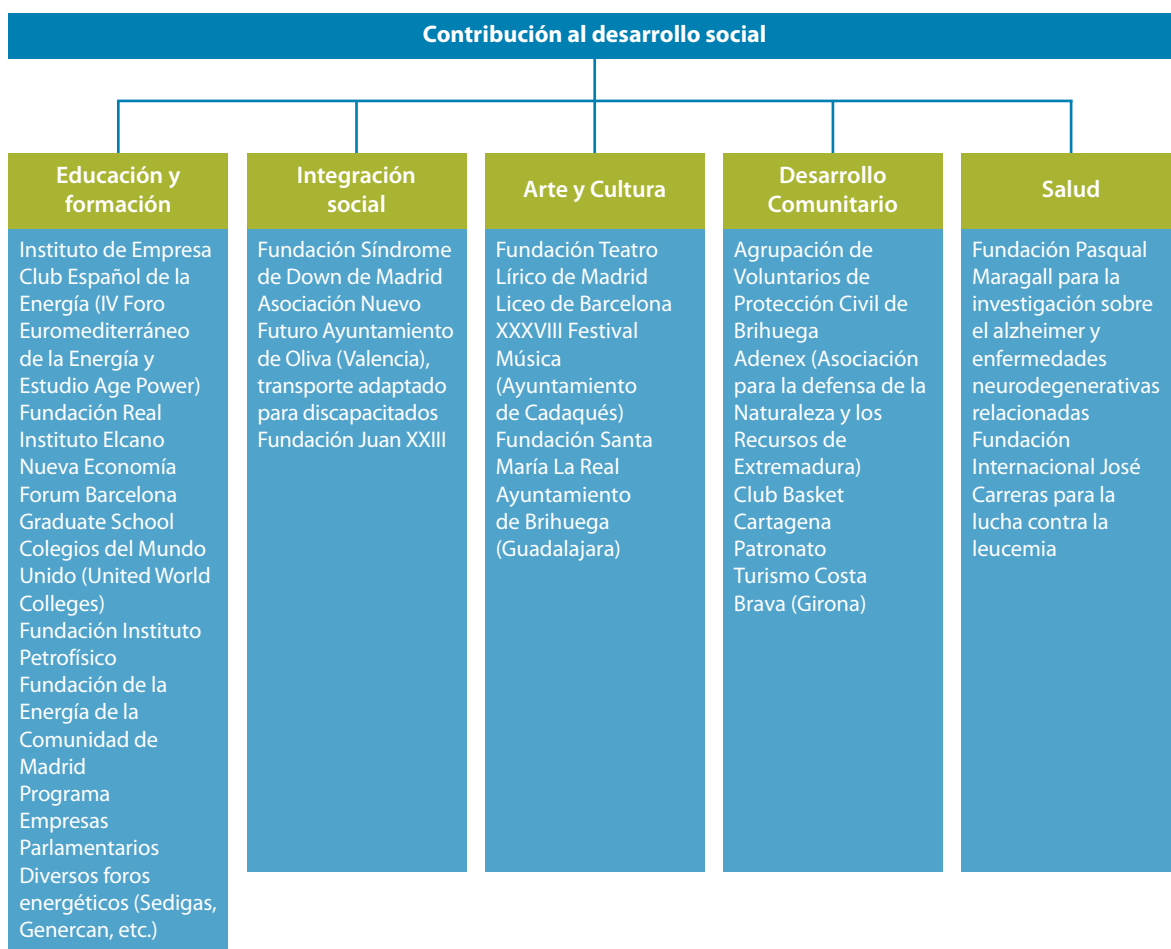 Contribución al desarrollo social
Educación y
formación
Instituto de Empresa
Club Español de la
Energía (IV Foro
Euromediterráneo
de la Energía y
Estudio Age Power)
Fundación Real
Instituto Elcano
Nueva Economía
Forum Barcelona
Graduate School
Colegios del Mundo
Unido (United World
Colleges)
Fundación Instituto
Petrofísico
Fundación de la
Energía de la
Comunidad de
Madrid
Programa
Empresas
Parlamentarios
Diversos foros
energéticos (Sedigas,
Genercan, etc.)
Integración
social
Fundación Síndrome
de Down de Madrid
Asociación Nuevo
Futuro Ayuntamiento
de Oliva (Valencia),
transporte adaptado
para discapacitados
Fundación Juan XXIII
Arte y Cultura
Fundación Teatro
Lírico de Madrid
Liceo de Barcelona
XXXVIII Festival
Música
(Ayuntamiento
de Cadaqués)
Fundación Santa
María La Real
Ayuntamiento
de Brihuega
(Guadalajara)
Desarrollo
Comunitario
Agrupación de
Voluntarios de
Protección Civil de
Brihuega
Adenex (Asociación
para la defensa de la
Naturaleza y los
Recursos de
Extremadura)
Club Basket
Cartagena
Patronato
Turismo Costa
Brava (Girona)
Salud
Fundación Pasqual
Maragall para la
investigación sobre
el alzheimer y
enfermedades
neurodegenerativas
relacionadas
Fundación
Internacional José
Carreras para la
lucha contra la
leucemia